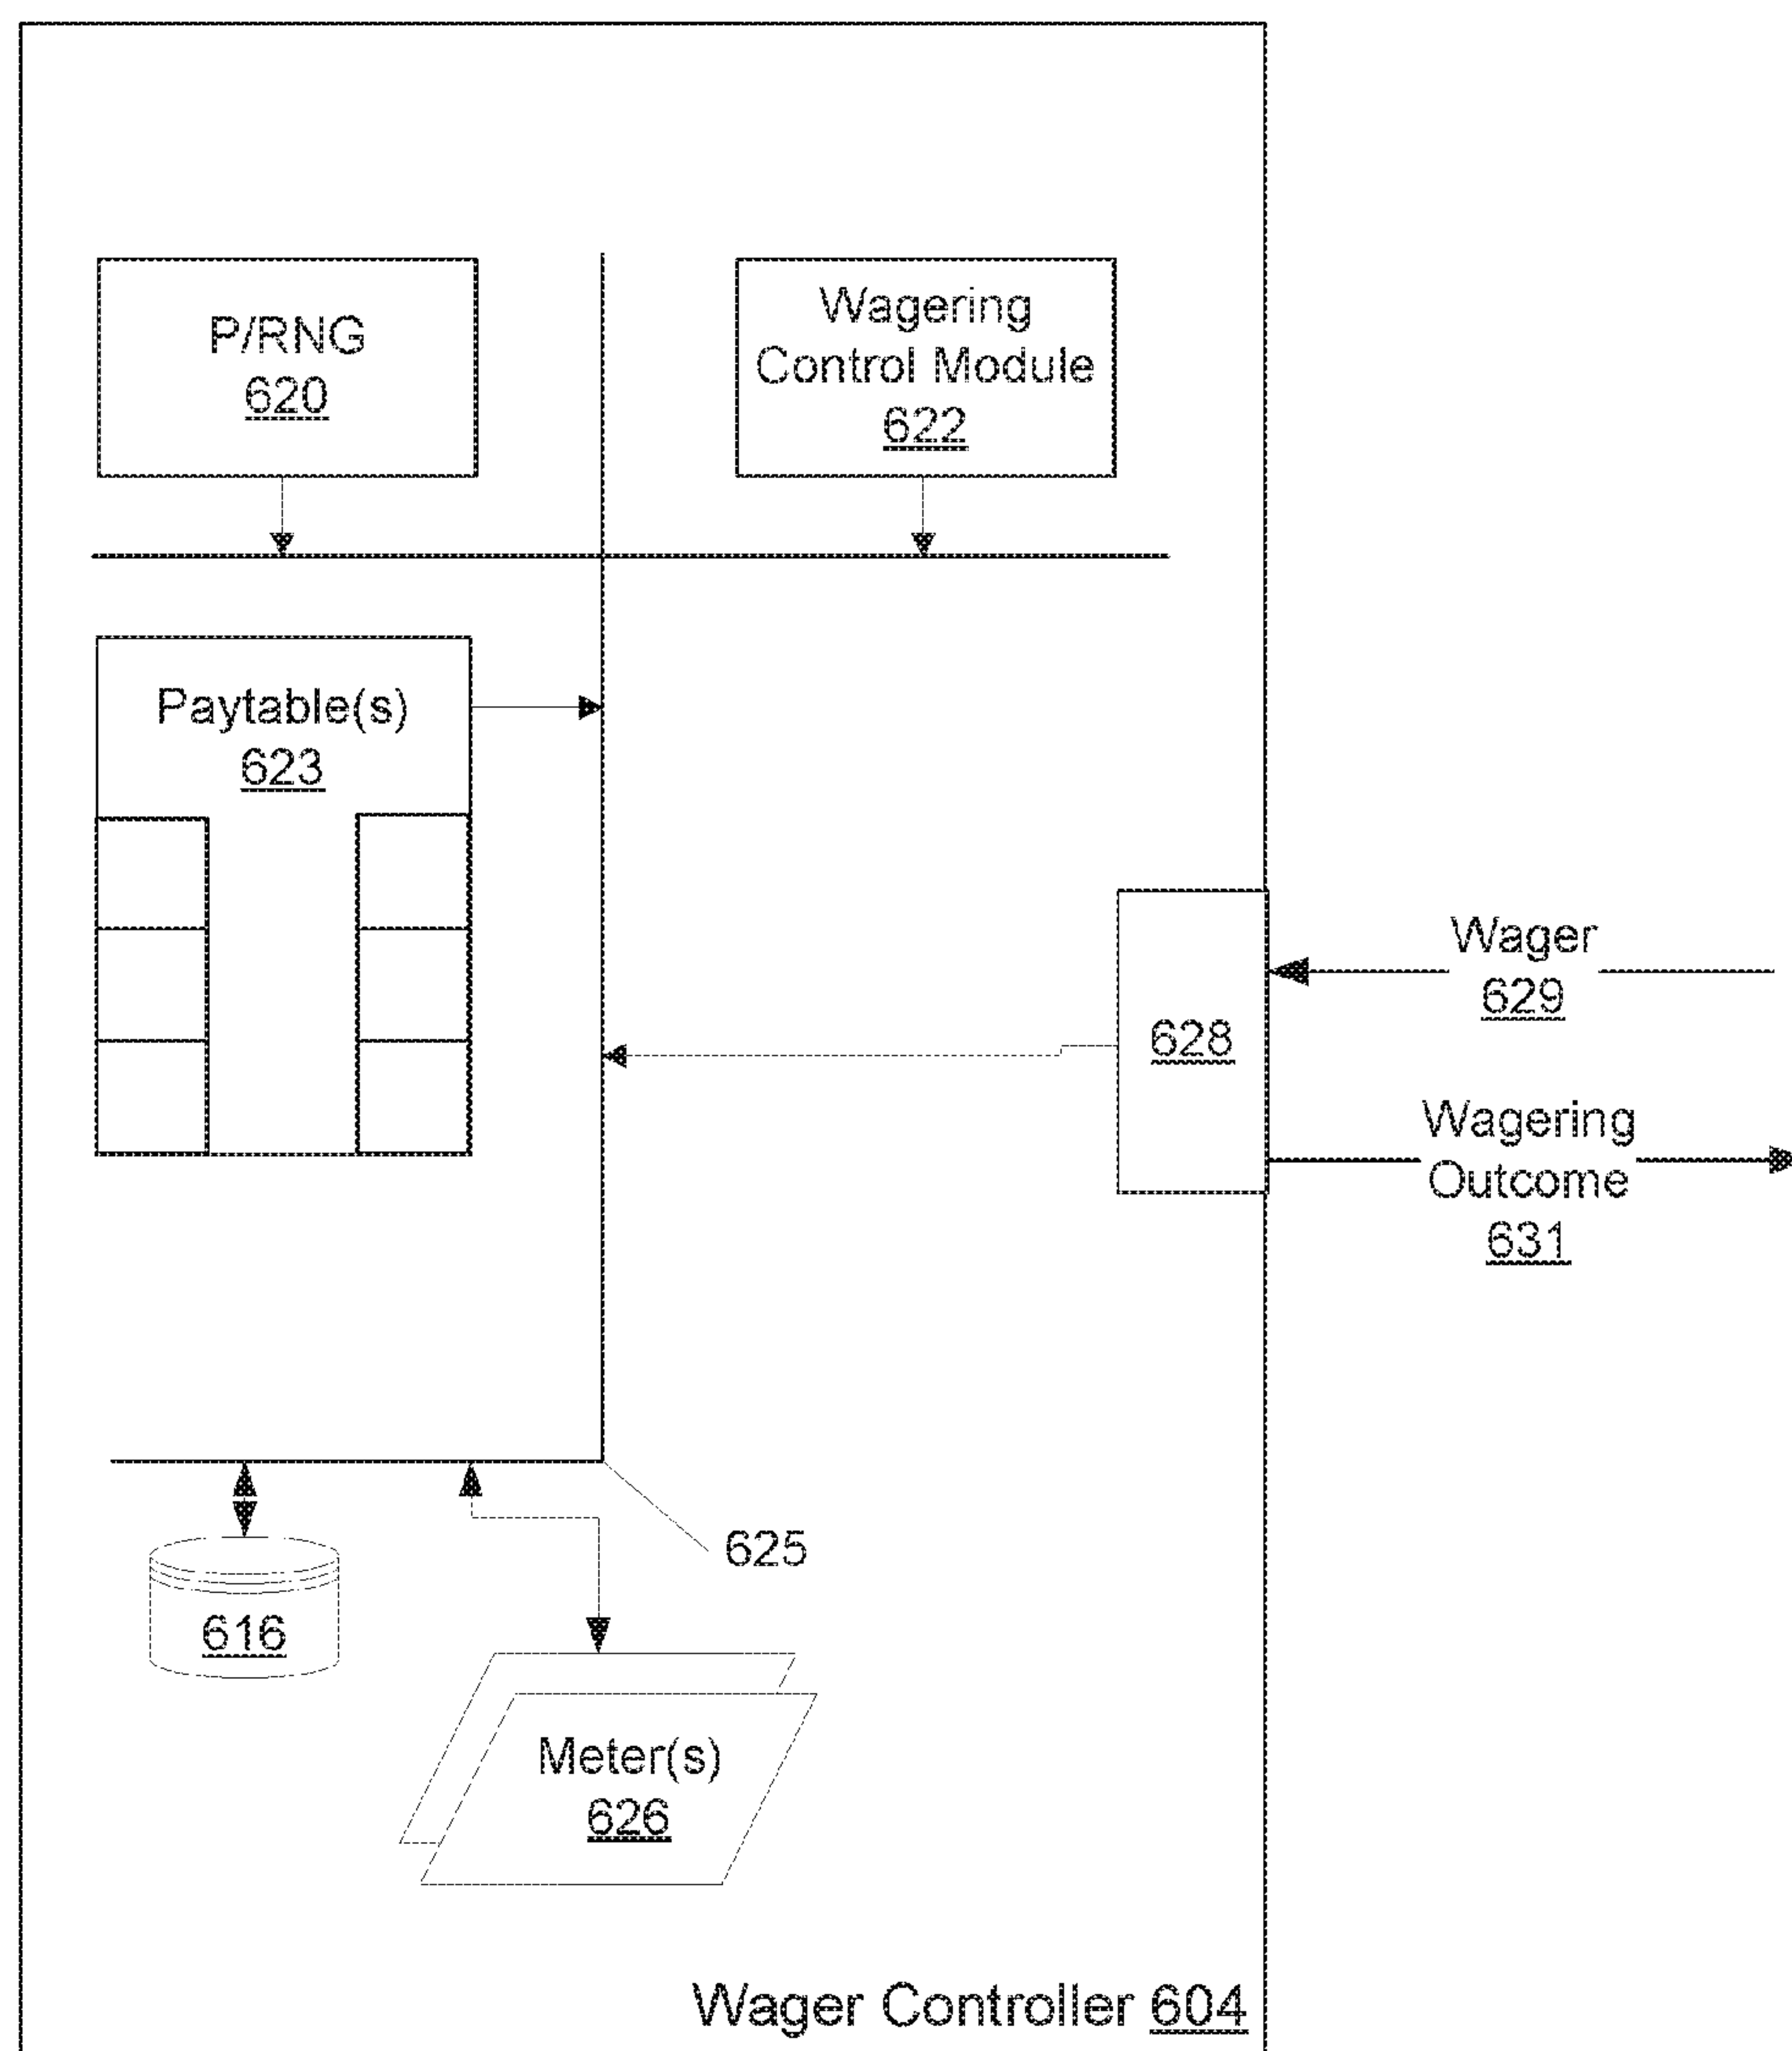 P/RNG
620
Wagering
Control Module
622
Paytable(s)
623
Wager
629
628
Wagering
Outcome
631
625
616
Meter(s)
626
Wager Controller 604